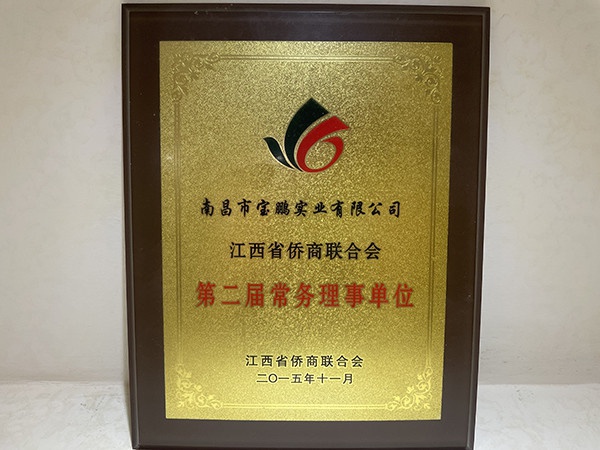 南昌市宝鹏实业有限公司
江西省侨商联合会
第二届常务理事单位
江西省侨商联合会
二〇一五年十一月